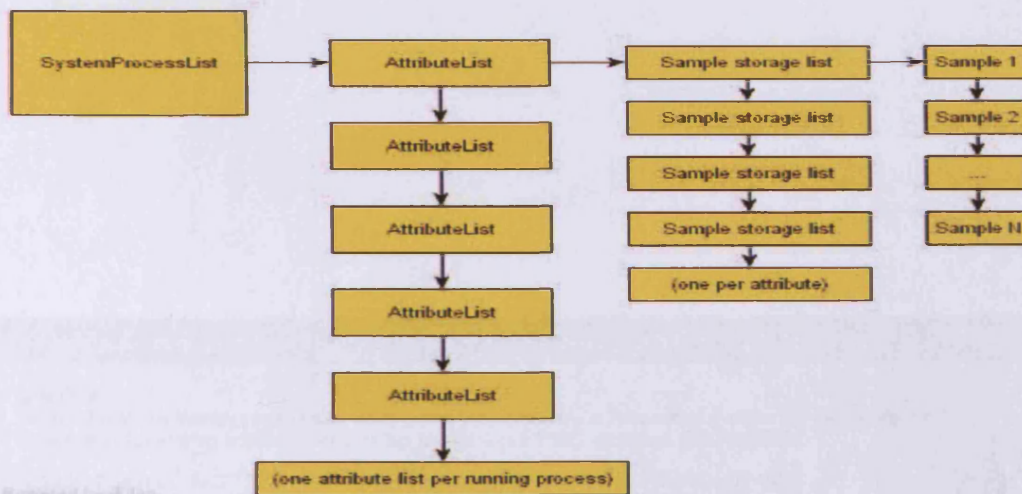 SystemProcessList
AttributeList
AttributeList
AttributeList
AttributeList
AttributeList
(one attribute list per running process)
Sample storage list
Sample storage list
Sample storage list
Sample storage list
(one per attribute)
Sample 1
Sample 2
...
Sample N